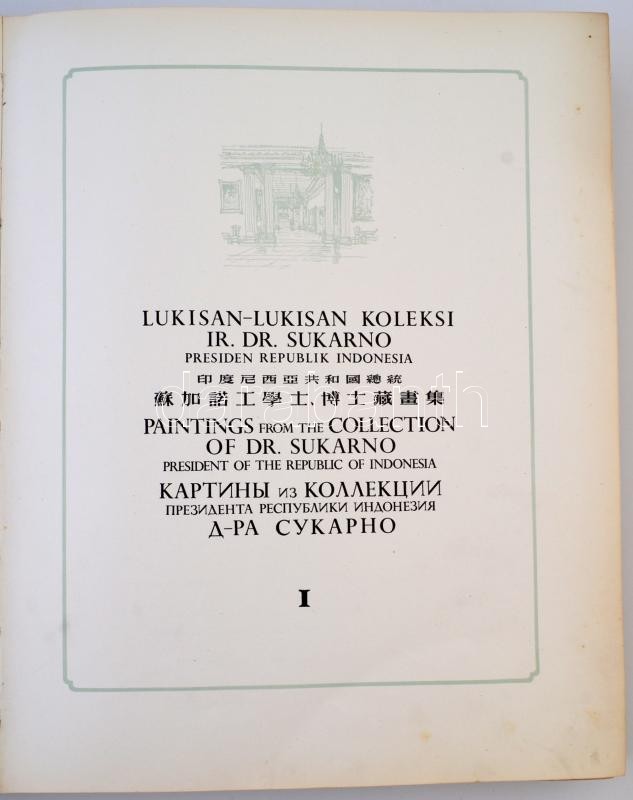 LUKISAN-LUKISAN KOLEKSI
IR. DR. SUKARNO
PRESIDEN REPUBLIK INDONESIA
印度尼西亞共和國總統
蘇加諾工學士、博士藏畫集
PAINTINGS FROM THE COLLECTION
OF DR. SUKARNO
PRESIDENT OF THE REPUBLIC OF INDONESIA
КАРТИНЫ ИЗ КОЛЛЕКЦИИ
ПРЕЗИДЕНТА РЕСПУБЛИКИ ИНДОНЕЗИЯ
Д-РА СУКАРНО
I
darabanth